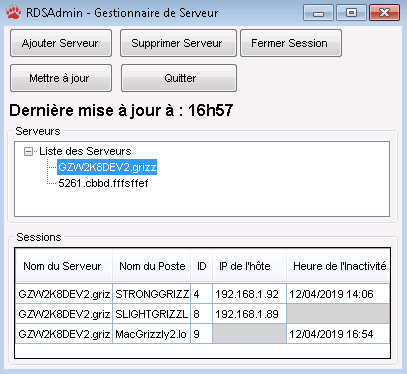 RDSAdmin - Gestionnaire de Serveur
Ajouter Serveur Supprimer Serveur Fermer Session
Mettre à jour Quitter
Dernière mise à jour à : 16h57
Serveurs
Liste des Serveurs
GZW2K8DEV2.grizz
5261.cbbd.fffsffef
Sessions
Nom du Serveur Nom du Poste ID IP de l'hôte Heure de l'Inactivité
GZW2K8DEV2.griz STRONGGRIZZ 4 192.168.1.92 12/04/2019 14:06
GZW2K8DEV2.griz SLIGHTGRIZZL 8 192.168.1.89
GZW2K8DEV2.griz MacGrizzly2.lo 9 12/04/2019 16:54